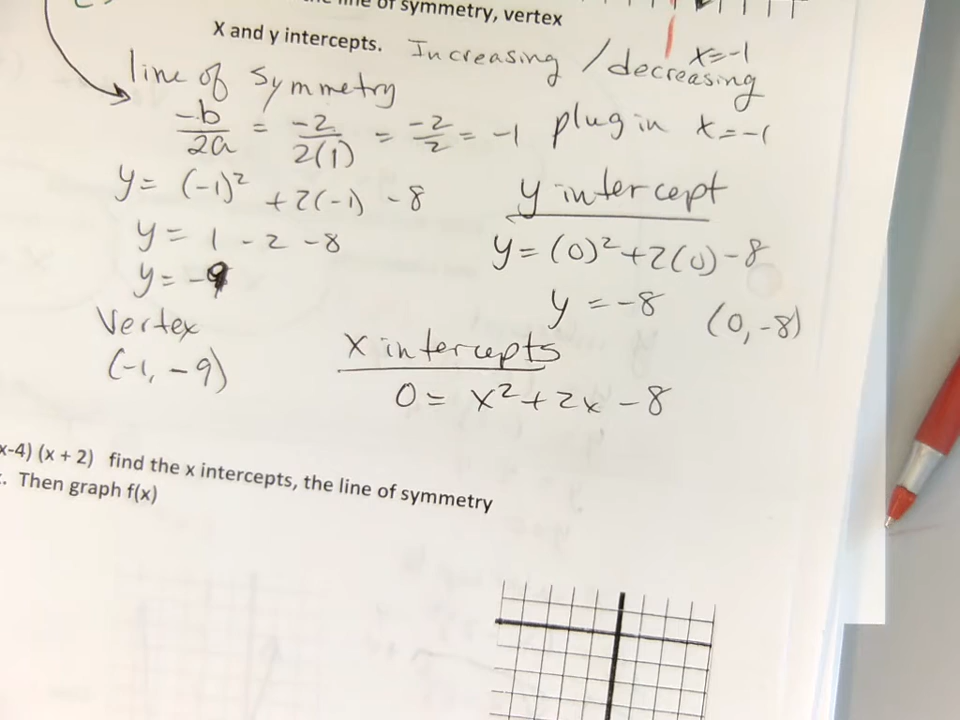 line of symmetry, vertex
X and y intercepts. Increasing / decreasing
x=-1
line of Symmetry
-b/2a = -2/2(1) = -2/2 = -1 plug in x=-1
y= (-1)² +2(-1) -8
y= 1 -2 -8
y= -9
Vertex
(-1, -9)
y intercept
y=(0)²+2(0)-8
y = -8 (0,-8)
x intercepts
0= x²+2x -8
x-4) (x + 2) find the x intercepts, the line of symmetry
. Then graph f(x)